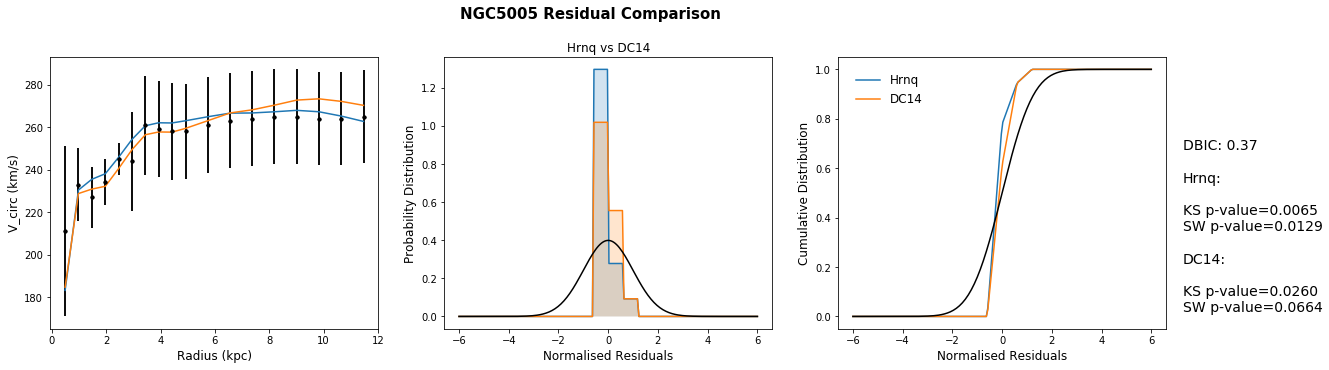 NGC5005 Residual Comparison
Hrnq vs DC14
V_circ (km/s)
280
260
240
220
200
180
0 2 4 6 8 10 12
Radius (kpc)
Probability Distribution
1.2
1.0
0.8
0.6
0.4
0.2
0.0
−6 −4 −2 0 2 4 6
Normalised Residuals
Cumulative Distribution
1.0
0.8
0.6
0.4
0.2
0.0
−6 −4 −2 0 2 4 6
Normalised Residuals
Hrnq
DC14
DBIC: 0.37
Hrnq:
KS p-value=0.0065
SW p-value=0.0129
DC14:
KS p-value=0.0260
SW p-value=0.0664